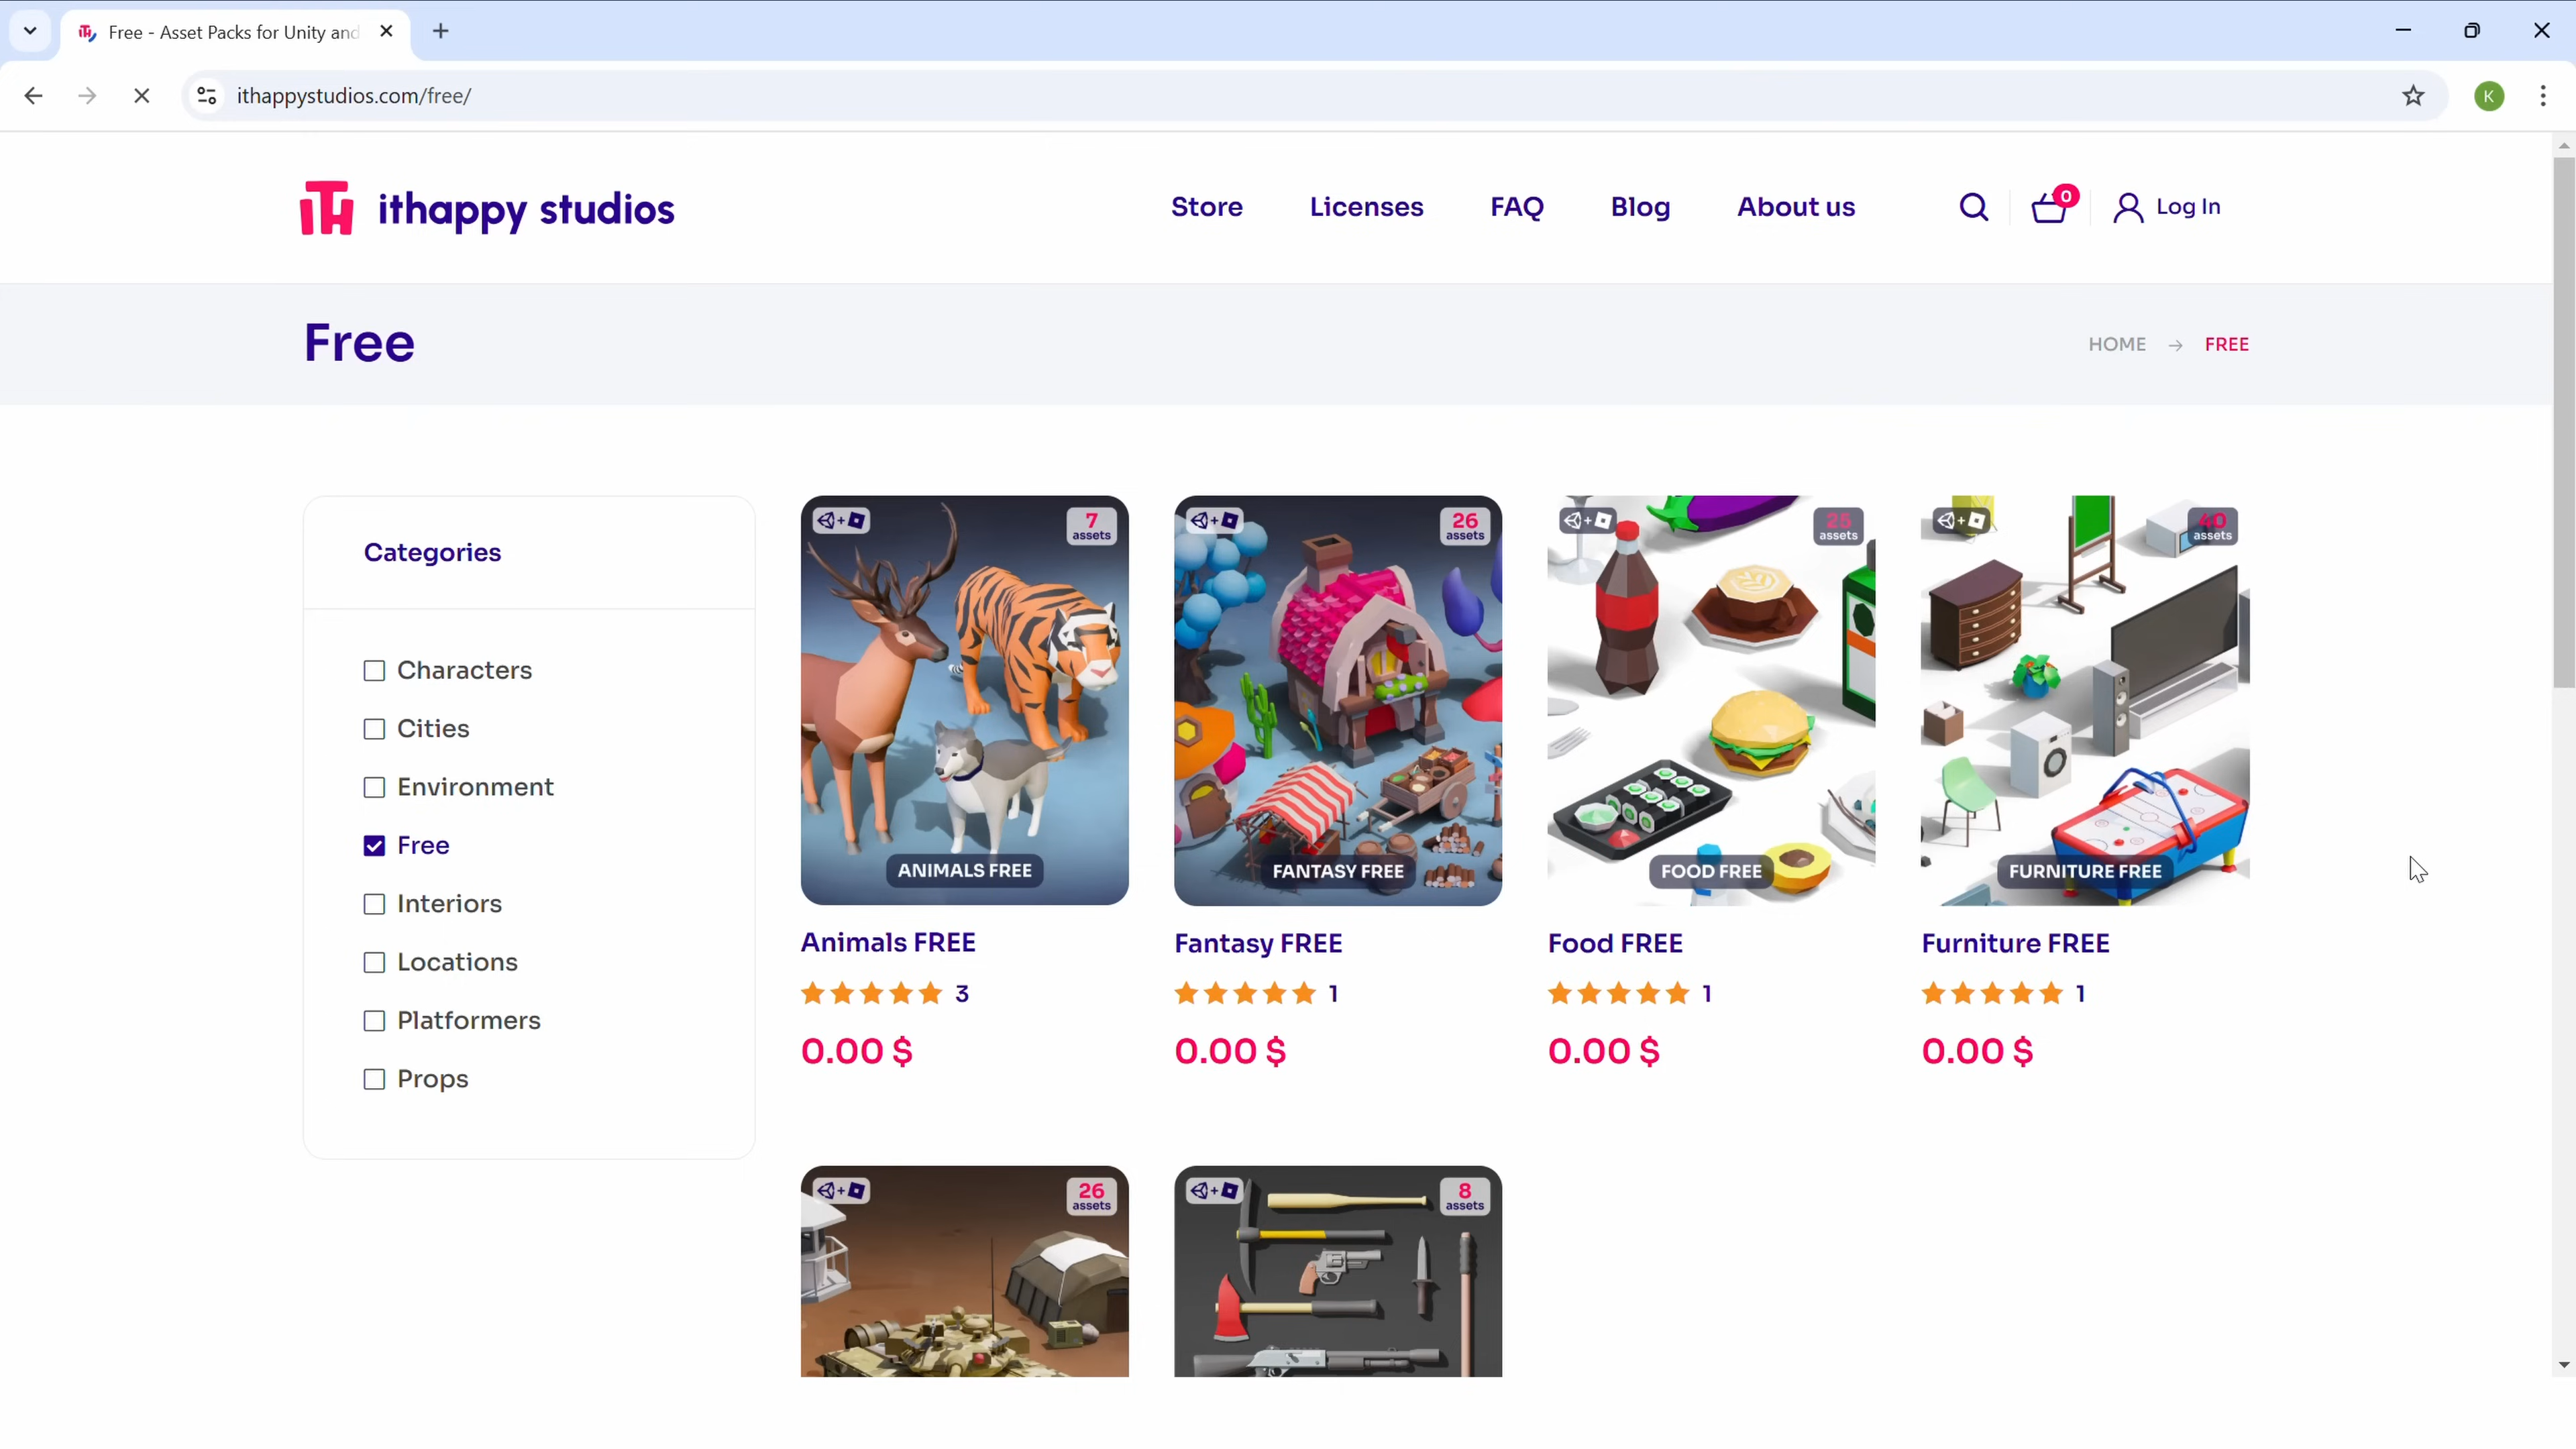 Free - Asset Packs for Unity and
ithappystudios.com/free/
K
ithappy studios
Store
Licenses
FAQ
Blog
About us
0
Log In
Free
HOME → FREE
Categories
Characters
Cities
Environment
Free
Interiors
Locations
Platformers
Props
7
assets
ANIMALS FREE
Animals FREE
3
0.00 $
26
assets
FANTASY FREE
Fantasy FREE
1
0.00 $
25
assets
FOOD FREE
Food FREE
1
0.00 $
40
assets
FURNITURE FREE
Furniture FREE
1
0.00 $
26
assets
8
assets